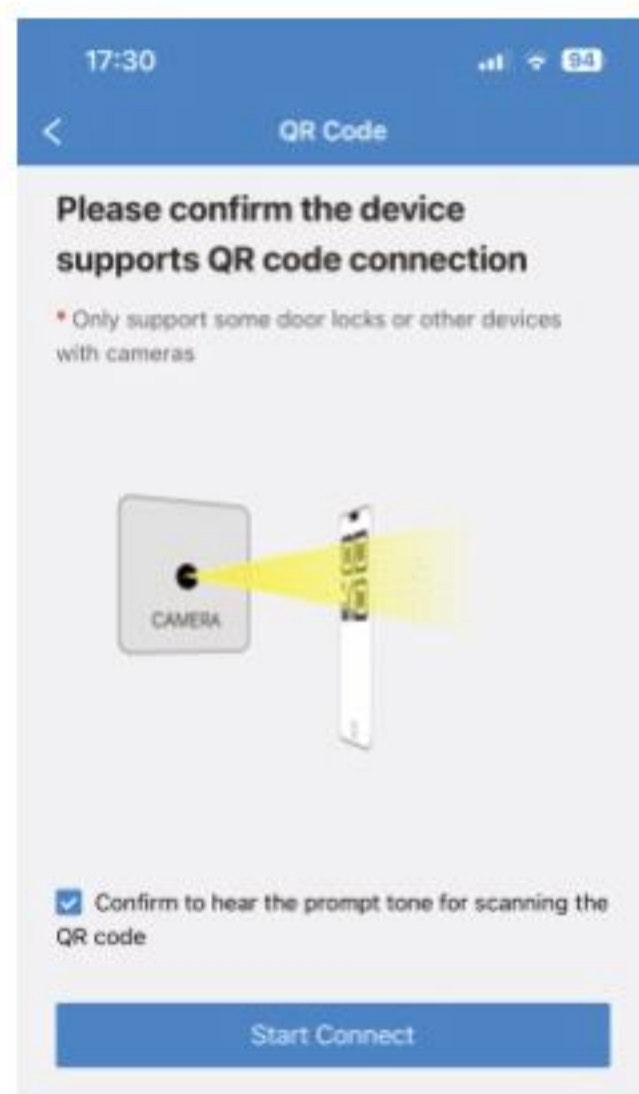 17:30
94
QR Code
Please confirm the device
supports QR code connection
* Only support some door locks or other devices
with cameras
CAMERA
Confirm to hear the prompt tone for scanning the
QR code
Start Connect